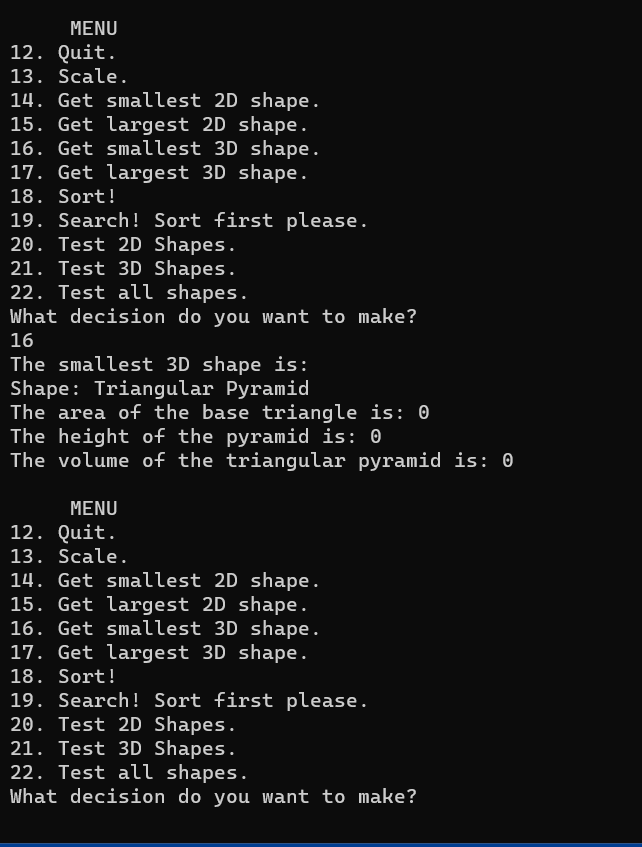 MENU
12. Quit.
13. Scale.
14. Get smallest 2D shape.
15. Get largest 2D shape.
16. Get smallest 3D shape.
17. Get largest 3D shape.
18. Sort!
19. Search! Sort first please.
20. Test 2D Shapes.
21. Test 3D Shapes.
22. Test all shapes.
What decision do you want to make?
16
The smallest 3D shape is:
Shape: Triangular Pyramid
The area of the base triangle is: 0
The height of the pyramid is: 0
The volume of the triangular pyramid is: 0
MENU
12. Quit.
13. Scale.
14. Get smallest 2D shape.
15. Get largest 2D shape.
16. Get smallest 3D shape.
17. Get largest 3D shape.
18. Sort!
19. Search! Sort first please.
20. Test 2D Shapes.
21. Test 3D Shapes.
22. Test all shapes.
What decision do you want to make?